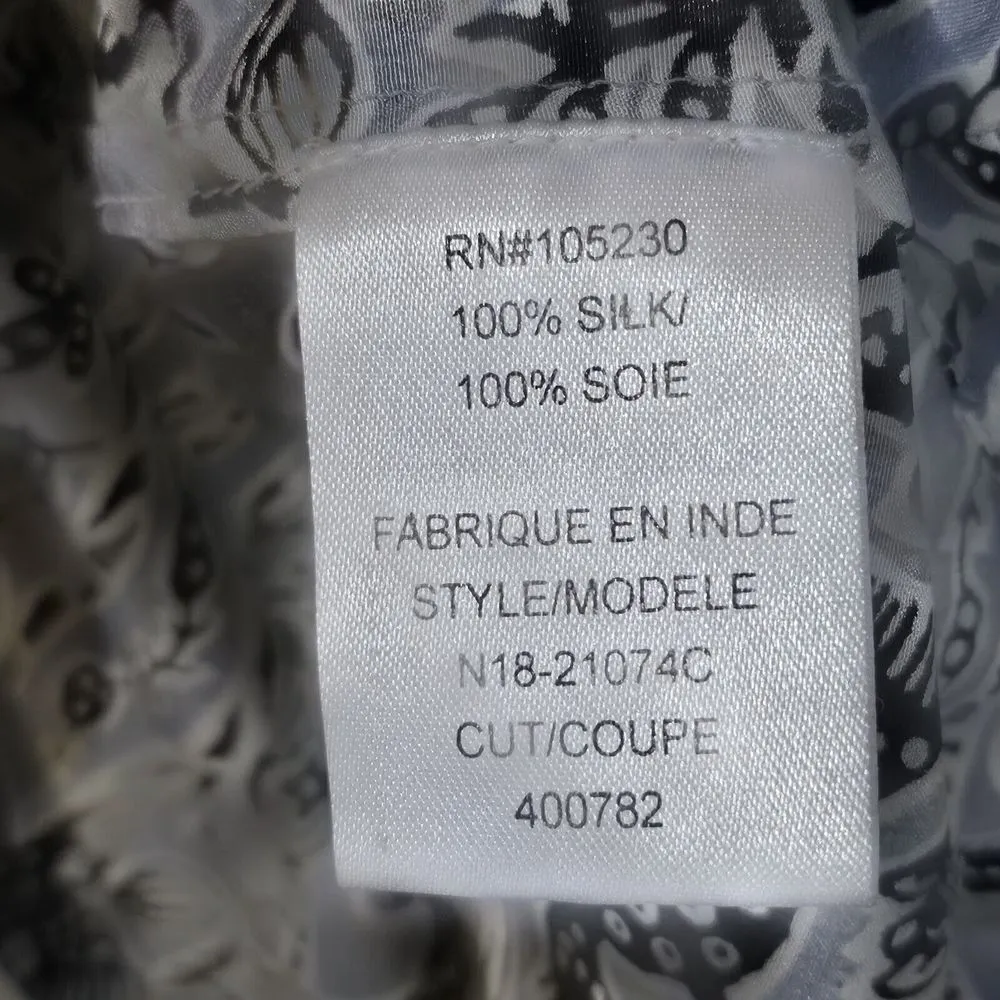 RN#105230
100% SILK/
100% SOIE
FABRIQUE EN INDE
STYLE/MODELE
N18-21074C
CUT/COUPE
400782